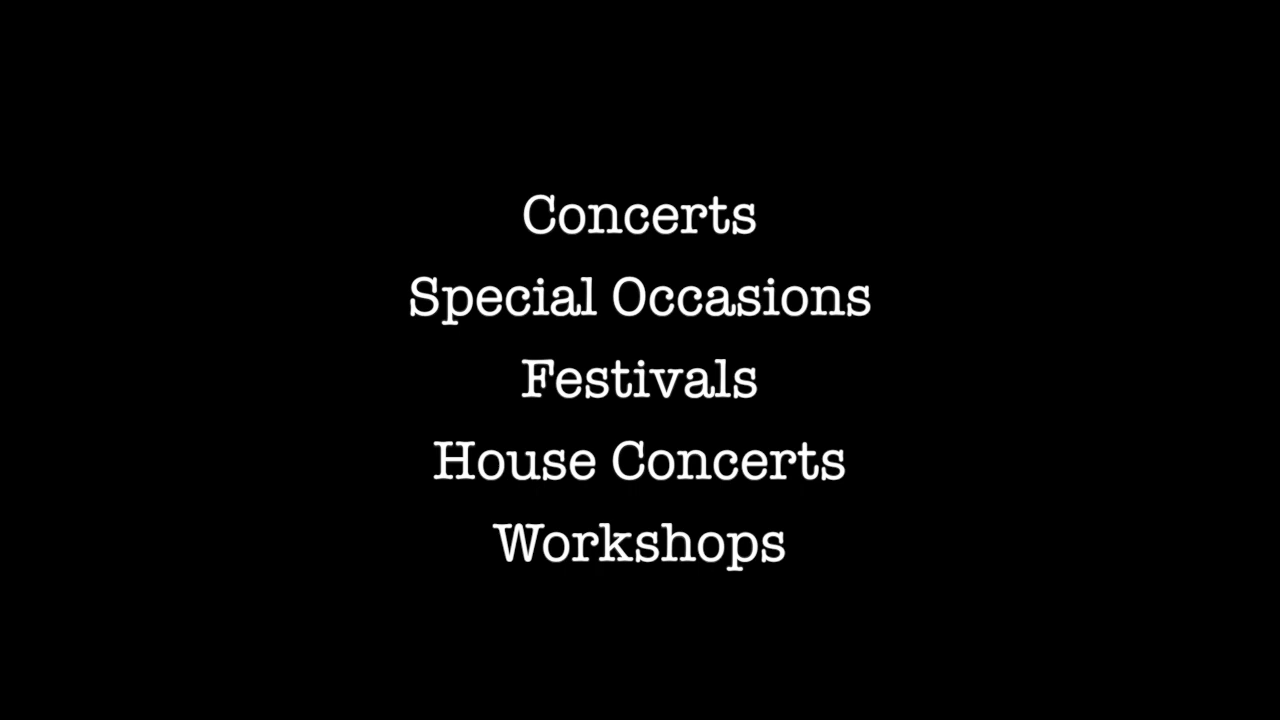 Concerts
Special Occasions
Festivals
House Concerts
Workshops